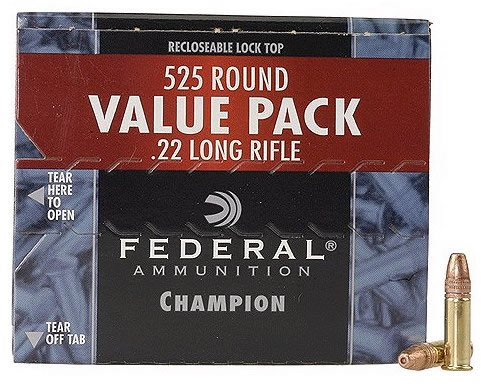 RECLOSEABLE LOCK TOP
525 ROUND
VALUE PACK
.22 LONG RIFLE
TEAR
HERE
TO
OPEN
FEDERAL®
AMMUNITION
CHAMPION
TEAR
OFF TAB